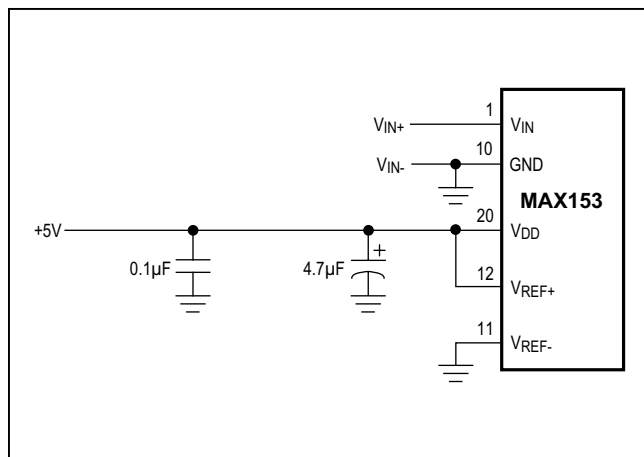 1
VIN+
VIN
10
VIN-
GND
MAX153
20
+5V
VDD
0.1µF
4.7µF
+
12
VREF+
11
VREF-